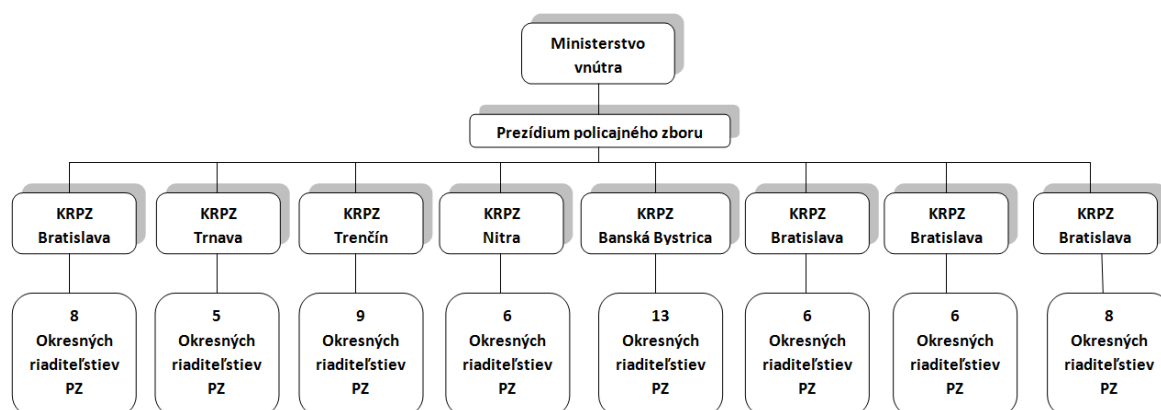 Ministerstvo
vnútra
Prezídium policajného zboru
KRPZ
Bratislava
KRPZ
Trnava
KRPZ
Trenčín
KRPZ
Nitra
KRPZ
Banská Bystrica
KRPZ
Bratislava
KRPZ
Bratislava
KRPZ
Bratislava
8
Okresných
riaditeľstiev
PZ
5
Okresných
riaditeľstiev
PZ
9
Okresných
riaditeľstiev
PZ
6
Okresných
riaditeľstiev
PZ
13
Okresných
riaditeľstiev
PZ
6
Okresných
riaditeľstiev
PZ
6
Okresných
riaditeľstiev
PZ
8
Okresných
riaditeľstiev
PZ